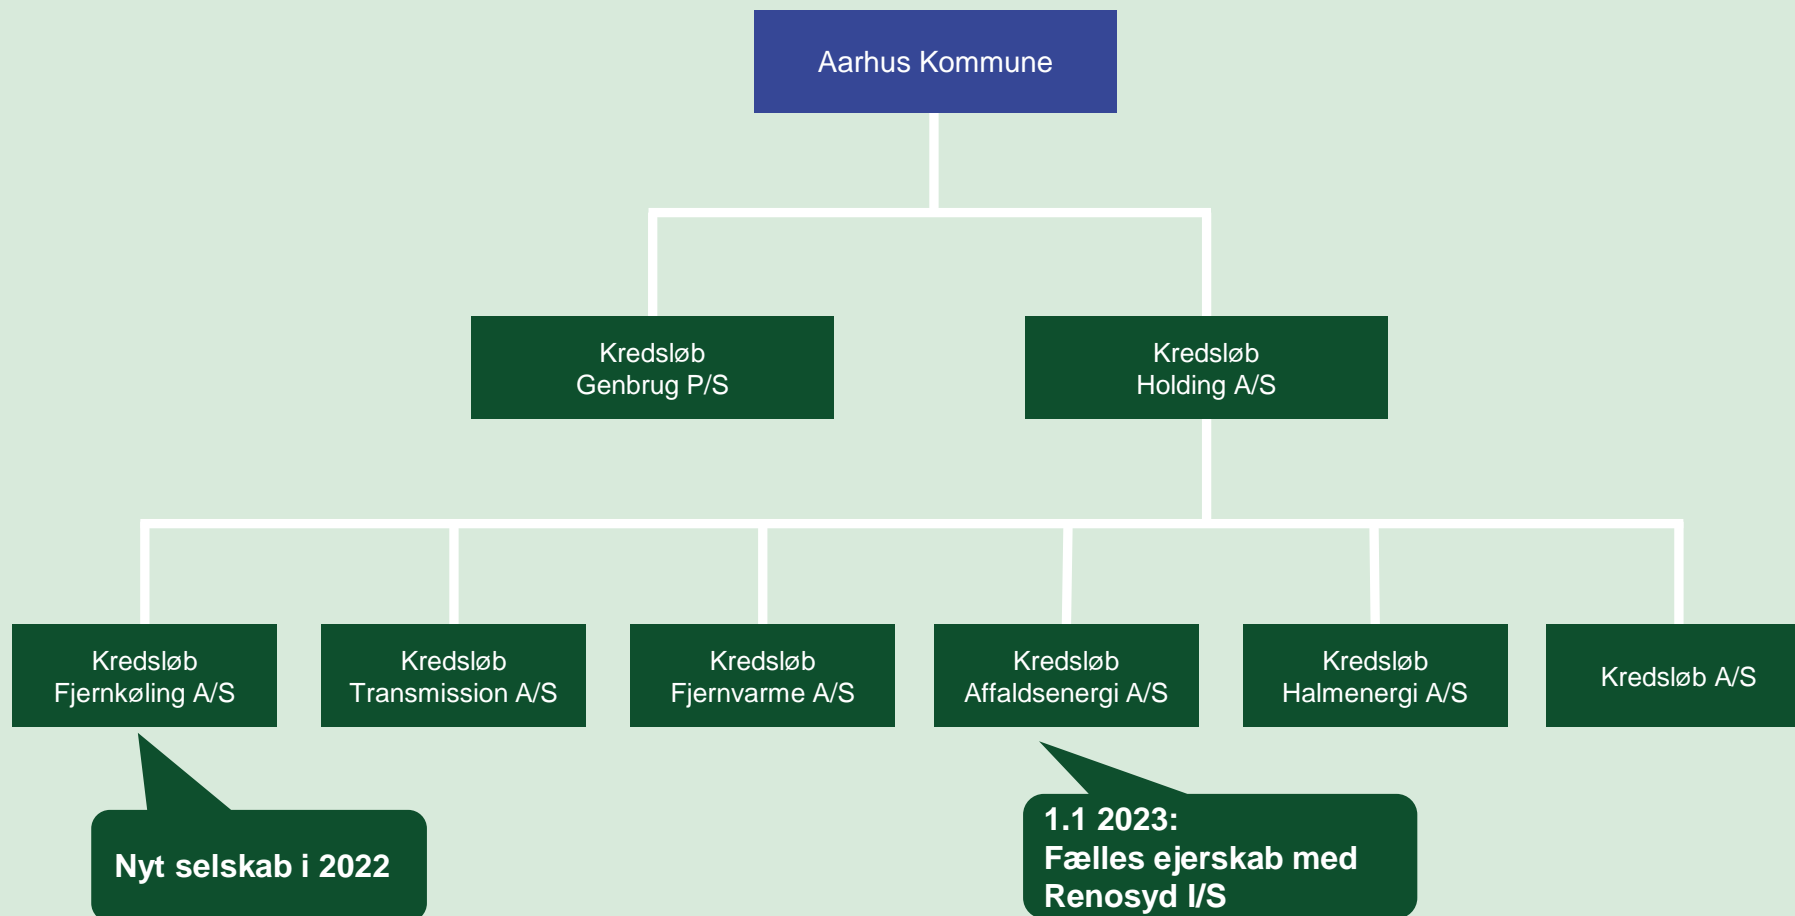 Aarhus Kommune
Kredsløb
Genbrug P/S
Kredsløb
Holding A/S
Kredsløb
Fjernkøling A/S
Kredsløb
Transmission A/S
Kredsløb
Fjernvarme A/S
Kredsløb
Affaldsenergi A/S
Kredsløb
Halmenergi A/S
Kredsløb A/S
Nyt selskab i 2022
1.1 2023:
Fælles ejerskab med
Renosyd I/S